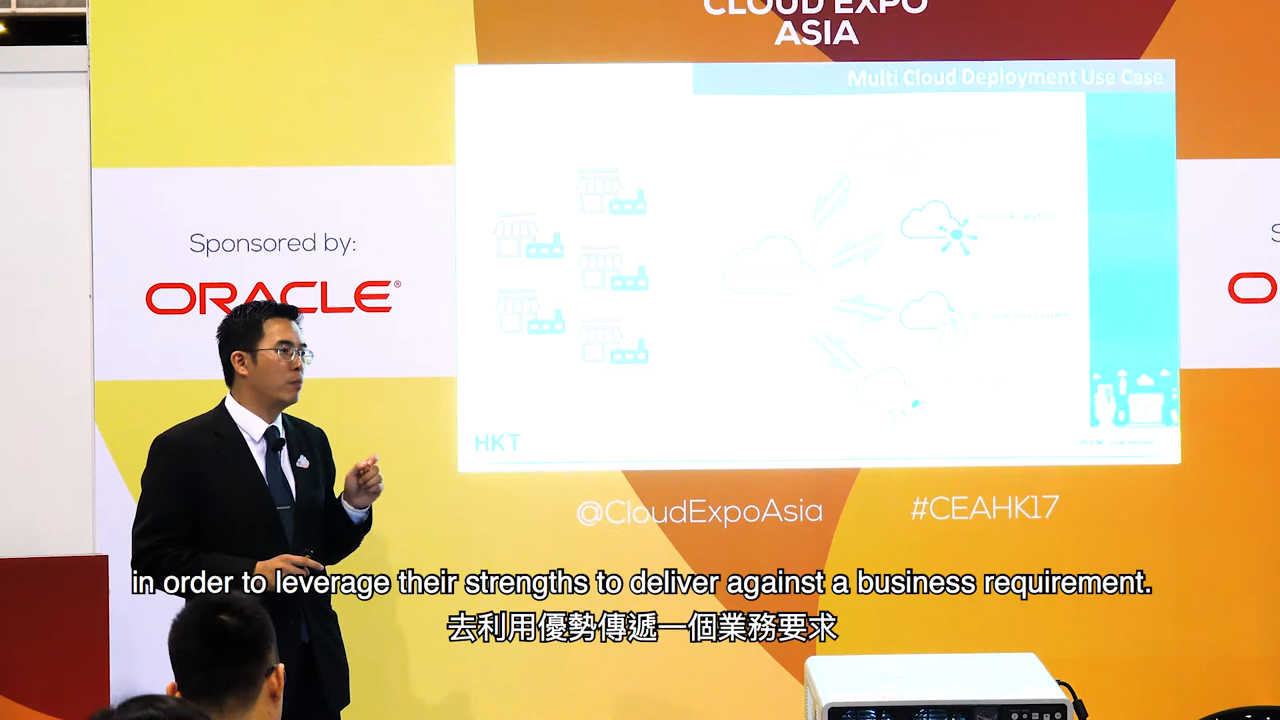 CLOUD EXPO
ASIA
Multi Cloud Deployment Use Case
Sponsored by:
ORACLE®
Analytics
HKT
@CloudExpoAsia
#CEAHK17
in order to leverage their strengths to deliver against a business requirement.
去利用優勢傳遞一個業務要求